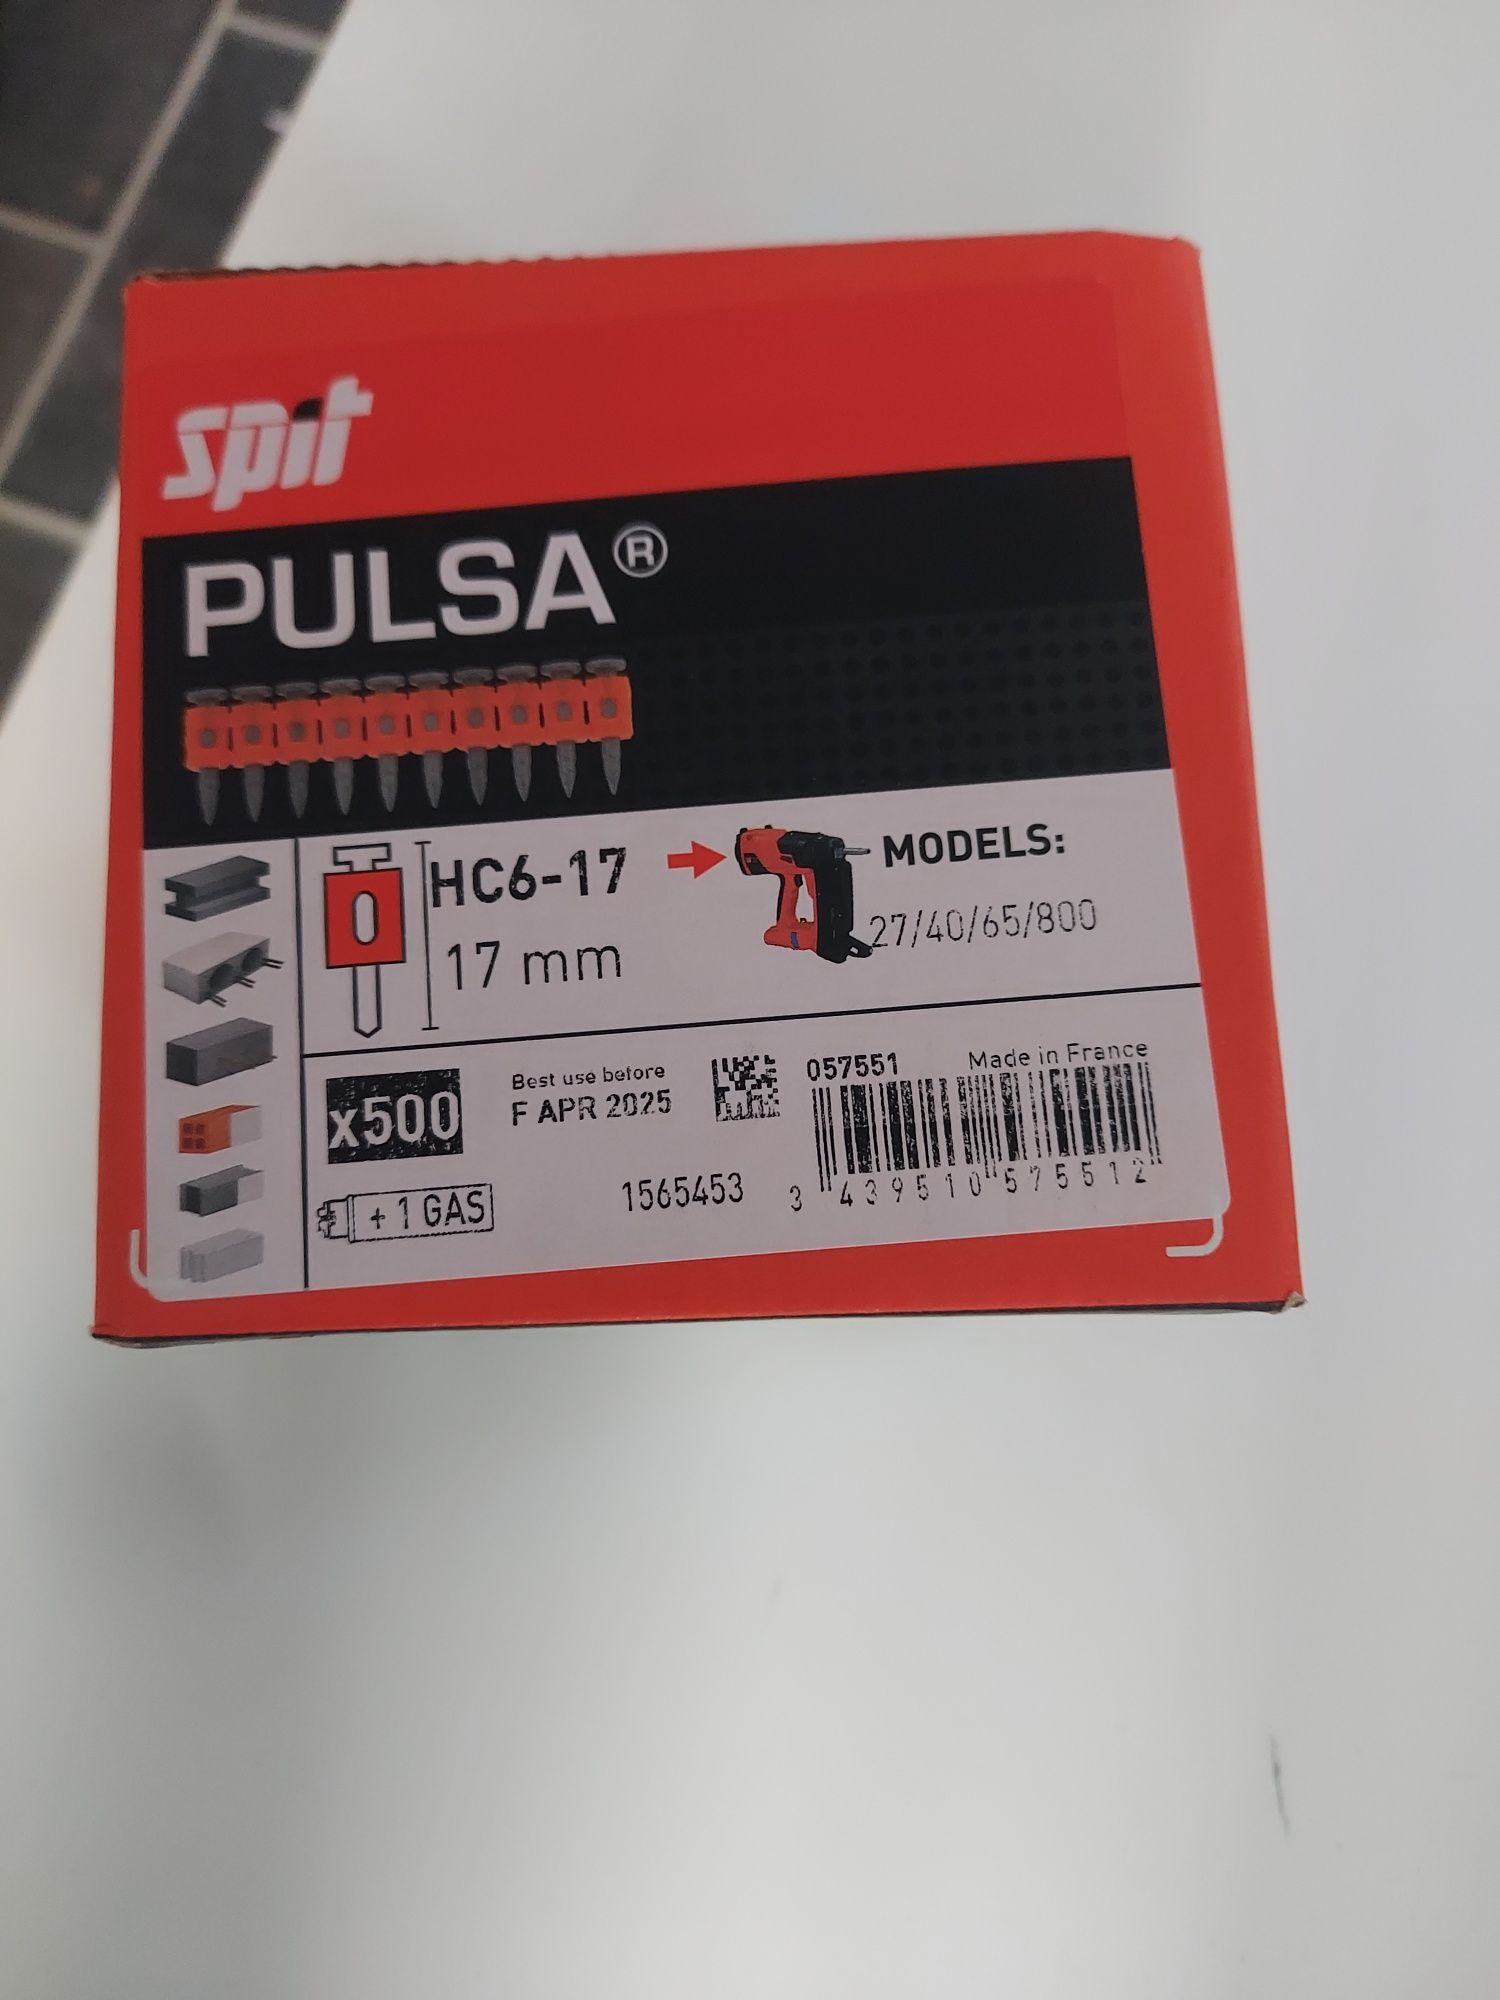 spit
PULSA®
HC6-17
17 mm
MODELS:
27/40/65/800
x500
Best use before
F APR 2025
+ 1 GAS
1565453
057551
Made in France
3 439510 575512